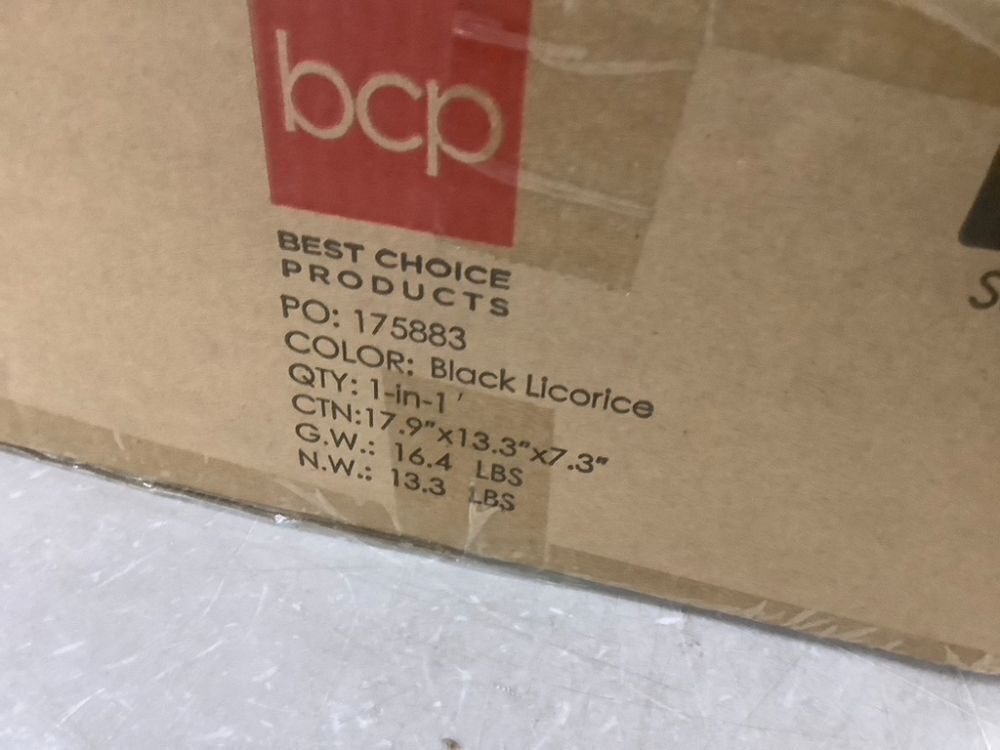 bcp
BEST CHOICE
PRODUCTS
PO: 175883
COLOR: Black Licorice
QTY: 1-in-1
CTN:17.9"x13.3"x7.3"
G.W.: 16.4 LBS
N.W.: 13.3 LBS